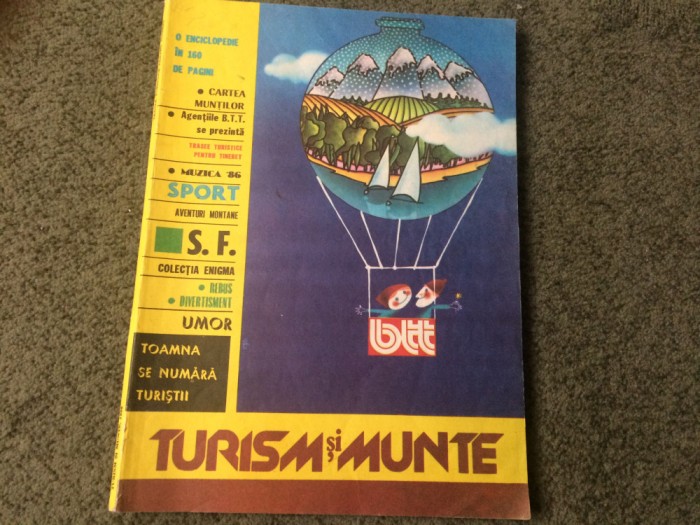 O ENCICLOPEDIE
ÎN 160
DE PAGINI
• CARTEA
MUNȚILOR
• Agențiile B.T.T.
se prezintă
TRASEE TURISTICE
PENTRU TINERET
• MUZICA '86
SPORT
AVENTURI MONTANE
S.F.
COLECȚIA ENIGMA
• REBUS
• DIVERTISMENT
UMOR
TOAMNA
SE NUMĂRĂ
TURIȘTII
btt
TURISM și MUNTE